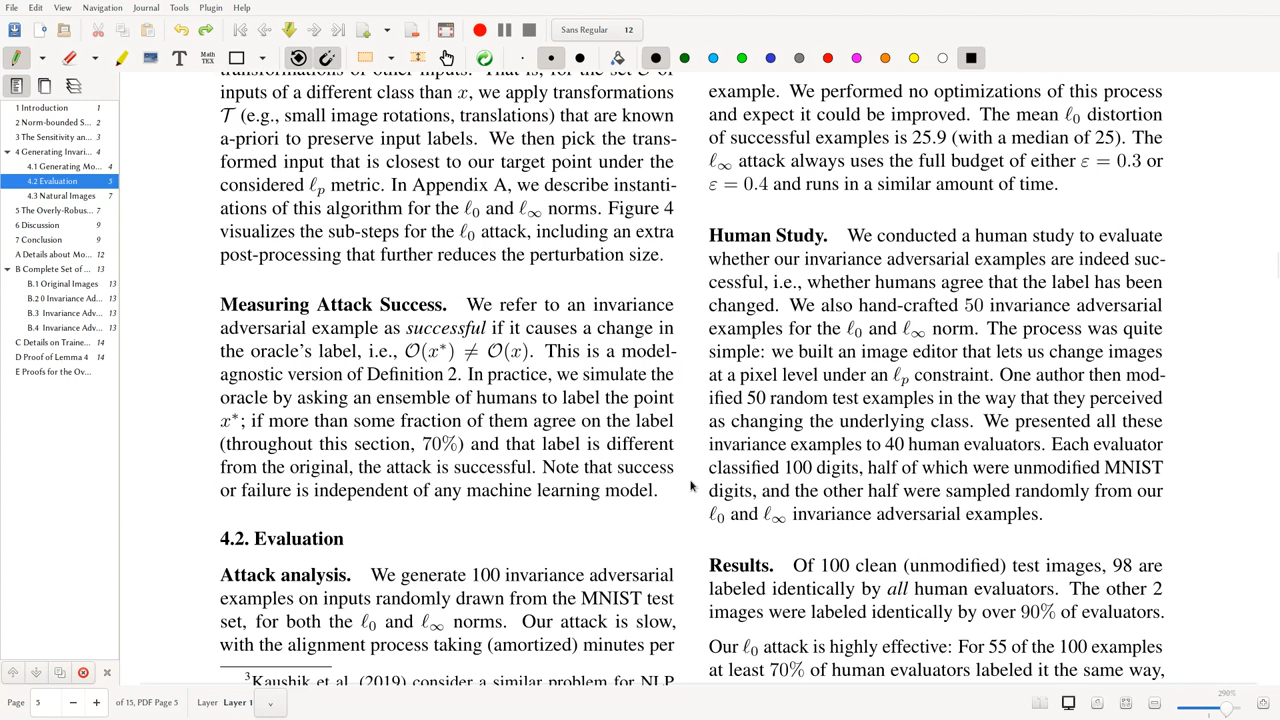 File Edit View Navigation Journal Tools Plugin Help
Sans Regular 12
Math TEX
1 Introduction 1
2 Norm-bounded S... 2
3 The Sensitivity an... 3
4 Generating Invari... 4
4.1 Generating Mo... 4
4.2 Evaluation 5
4.3 Natural Images 7
5 The Overly-Robus... 7
6 Discussion 9
7 Conclusion 9
A Details about Mo... 12
B Complete Set of ... 13
B.1 Original Images 13
B.2 0 Invariance Ad... 13
B.3 Invariance Adv... 13
B.4 Invariance Adv... 13
C Details on Traine... 14
D Proof of Lemma 4 14
E Proofs for the Ov...
transformations of other inputs. That is, for the set S of
inputs of a different class than x, we apply transformations
𝒯 (e.g., small image rotations, translations) that are known
a-priori to preserve input labels. We then pick the trans-
formed input that is closest to our target point under the
considered ℓp metric. In Appendix A, we describe instanti-
ations of this algorithm for the ℓ0 and ℓ∞ norms. Figure 4
visualizes the sub-steps for the ℓ0 attack, including an extra
post-processing that further reduces the perturbation size.
Measuring Attack Success. We refer to an invariance
adversarial example as successful if it causes a change in
the oracle's label, i.e., 𝒪(x*) ≠ 𝒪(x). This is a model-
agnostic version of Definition 2. In practice, we simulate the
oracle by asking an ensemble of humans to label the point
x*; if more than some fraction of them agree on the label
(throughout this section, 70%) and that label is different
from the original, the attack is successful. Note that success
or failure is independent of any machine learning model.
4.2. Evaluation
Attack analysis. We generate 100 invariance adversarial
examples on inputs randomly drawn from the MNIST test
set, for both the ℓ0 and ℓ∞ norms. Our attack is slow,
with the alignment process taking (amortized) minutes per
3Kaushik et al. (2019) consider a similar problem for NLP
example. We performed no optimizations of this process
and expect it could be improved. The mean ℓ0 distortion
of successful examples is 25.9 (with a median of 25). The
ℓ∞ attack always uses the full budget of either ε = 0.3 or
ε = 0.4 and runs in a similar amount of time.
Human Study. We conducted a human study to evaluate
whether our invariance adversarial examples are indeed suc-
cessful, i.e., whether humans agree that the label has been
changed. We also hand-crafted 50 invariance adversarial
examples for the ℓ0 and ℓ∞ norm. The process was quite
simple: we built an image editor that lets us change images
at a pixel level under an ℓp constraint. One author then mod-
ified 50 random test examples in the way that they perceived
as changing the underlying class. We presented all these
invariance examples to 40 human evaluators. Each evaluator
classified 100 digits, half of which were unmodified MNIST
digits, and the other half were sampled randomly from our
ℓ0 and ℓ∞ invariance adversarial examples.
Results. Of 100 clean (unmodified) test images, 98 are
labeled identically by all human evaluators. The other 2
images were labeled identically by over 90% of evaluators.
Our ℓ0 attack is highly effective: For 55 of the 100 examples
at least 70% of human evaluators labeled it the same way,
Page 5 of 15, PDF Page 5 Layer Layer 1
290%